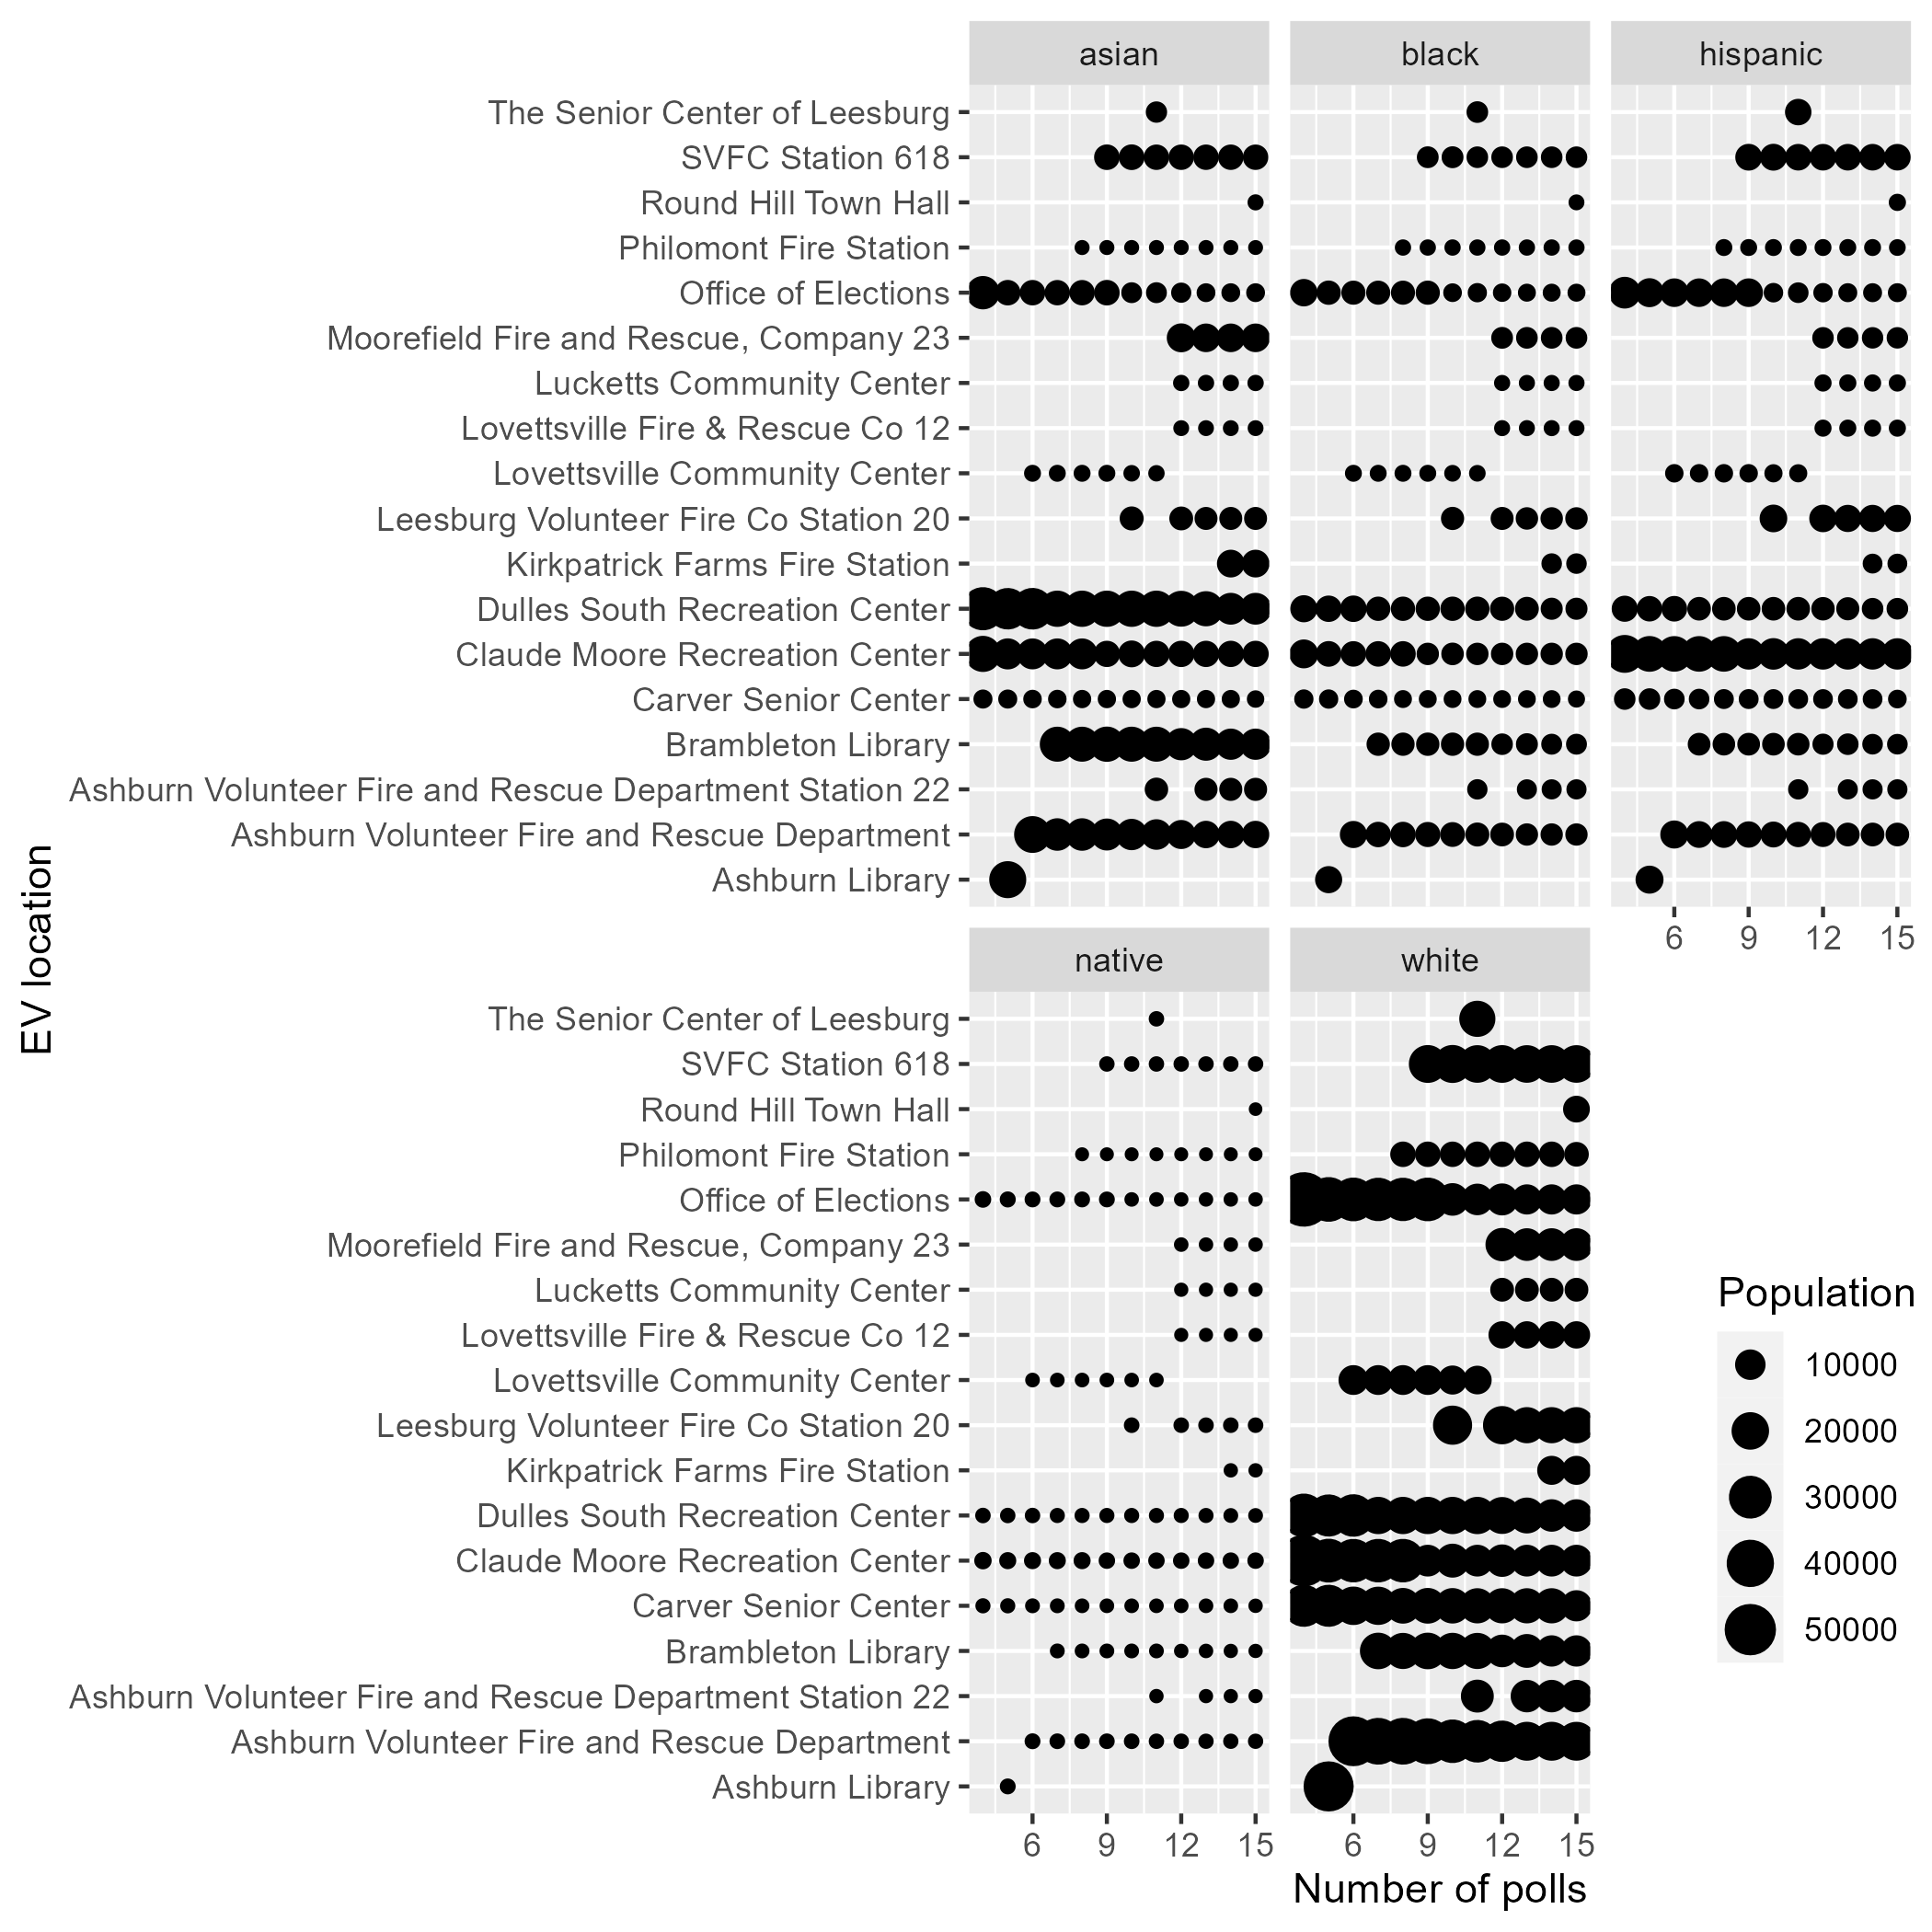 asian black hispanic
The Senior Center of Leesburg
SVFC Station 618
Round Hill Town Hall
Philomont Fire Station
Office of Elections
Moorefield Fire and Rescue, Company 23
Lucketts Community Center
Lovettsville Fire & Rescue Co 12
Lovettsville Community Center
Leesburg Volunteer Fire Co Station 20
Kirkpatrick Farms Fire Station
Dulles South Recreation Center
Claude Moore Recreation Center
Carver Senior Center
Brambleton Library
Ashburn Volunteer Fire and Rescue Department Station 22
Ashburn Volunteer Fire and Rescue Department
Ashburn Library
6 9 12 15
EV location
native white
The Senior Center of Leesburg
SVFC Station 618
Round Hill Town Hall
Philomont Fire Station
Office of Elections
Moorefield Fire and Rescue, Company 23
Lucketts Community Center
Lovettsville Fire & Rescue Co 12
Lovettsville Community Center
Leesburg Volunteer Fire Co Station 20
Kirkpatrick Farms Fire Station
Dulles South Recreation Center
Claude Moore Recreation Center
Carver Senior Center
Brambleton Library
Ashburn Volunteer Fire and Rescue Department Station 22
Ashburn Volunteer Fire and Rescue Department
Ashburn Library
6 9 12 15 6 9 12 15
Number of polls
Population
10000
20000
30000
40000
50000